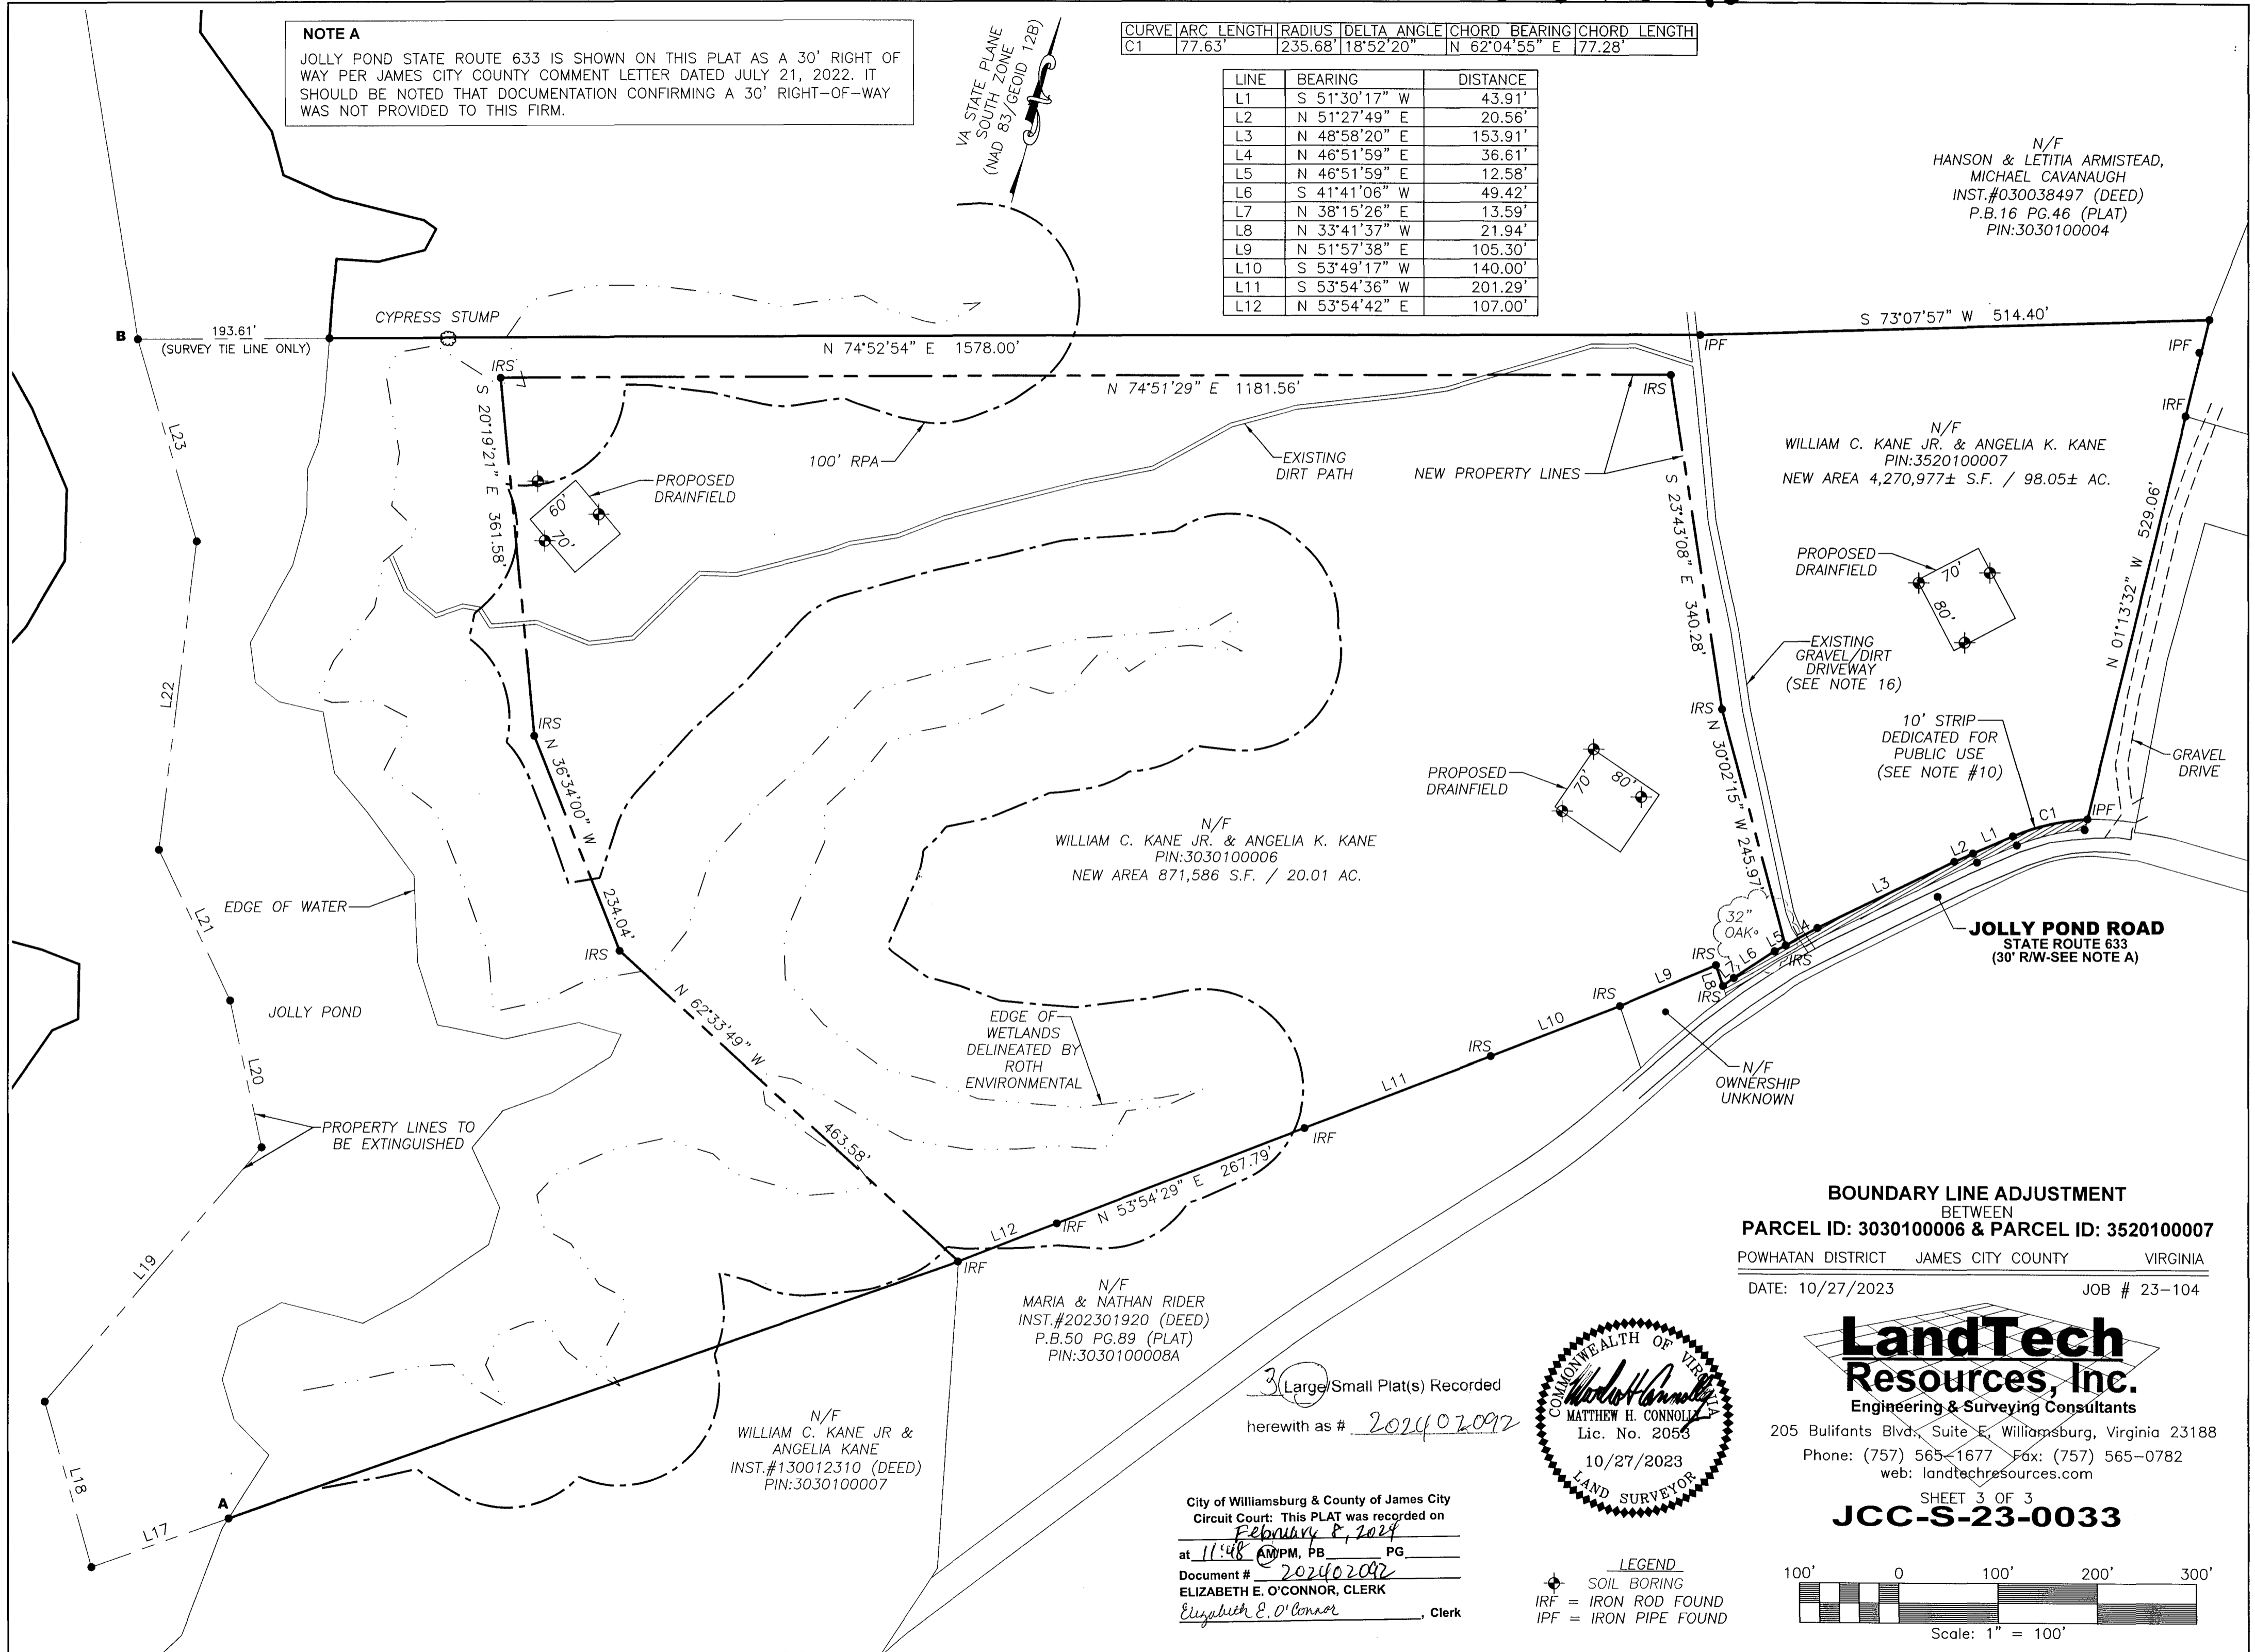 NOTE A
JOLLY POND STATE ROUTE 633 IS SHOWN ON THIS PLAT AS A 30' RIGHT OF
WAY PER JAMES CITY COUNTY COMMENT LETTER DATED JULY 21, 2022. IT
SHOULD BE NOTED THAT DOCUMENTATION CONFIRMING A 30' RIGHT-OF-WAY
WAS NOT PROVIDED TO THIS FIRM.
VA STATE PLANE
SOUTH ZONE
(NAD 83/GEOID 12B)
CURVE ARC LENGTH RADIUS DELTA ANGLE CHORD BEARING CHORD LENGTH
C1 77.63' 235.68' 18°52'20" N 62°04'55" E 77.28'
LINE BEARING DISTANCE
L1 S 51°30'17" W 43.91'
L2 N 51°27'49" E 20.56'
L3 N 48°58'20" E 153.91'
L4 N 46°51'59" E 36.61'
L5 N 46°51'59" E 12.58'
L6 S 41°41'06" W 49.42'
L7 N 38°15'26" E 13.59'
L8 N 33°41'37" W 21.94'
L9 N 51°57'38" E 105.30'
L10 S 53°49'17" W 140.00'
L11 S 53°54'36" W 201.29'
L12 N 53°54'42" E 107.00'
N/F
HANSON & LETITIA ARMISTEAD,
MICHAEL CAVANAUGH
INST.#030038497 (DEED)
P.B.16 PG.46 (PLAT)
PIN:3030100004
B
193.61'
(SURVEY TIE LINE ONLY)
CYPRESS STUMP
N 74°52'54" E 1578.00'
IPF
S 73°07'57" W 514.40'
IPF
IRF
IRS
N 74°51'29" E 1181.56'
IRS
S 20°19'21" E 361.58'
100' RPA
EXISTING
DIRT PATH
NEW PROPERTY LINES
PROPOSED
DRAINFIELD
60'
70'
S 23°43'08" E 340.28'
N/F
WILLIAM C. KANE JR. & ANGELIA K. KANE
PIN:3520100007
NEW AREA 4,270,977± S.F. / 98.05± AC.
PROPOSED
DRAINFIELD
70'
80'
N 01°13'32" W 529.06'
EXISTING
GRAVEL/DIRT
DRIVEWAY
(SEE NOTE 16)
10' STRIP
DEDICATED FOR
PUBLIC USE
(SEE NOTE #10)
GRAVEL
DRIVE
L23
L22
L21
L20
L19
L18
L17
A
IRS
IRS
N 30°02'15" W 245.97'
N 36°34'00" W
234.04'
IRS
PROPOSED
DRAINFIELD
70'
80'
N/F
WILLIAM C. KANE JR. & ANGELIA K. KANE
PIN:3030100006
NEW AREA 871,586 S.F. / 20.01 AC.
C1
IPF
L1
L2
L3
L4
L5
IRS
L6
L7
L8
IRS
IRS
32"
OAK
L9
IRS
L10
IRS
L11
IRF
JOLLY POND ROAD
STATE ROUTE 633
(30' R/W-SEE NOTE A)
EDGE OF WATER
JOLLY POND
N 62°33'49" W
463.58'
EDGE OF
WETLANDS
DELINEATED BY
ROTH
ENVIRONMENTAL
N/F
OWNERSHIP
UNKNOWN
PROPERTY LINES TO
BE EXTINGUISHED
N 53°54'29" E 267.79'
IRF
L12
IRF
N/F
MARIA & NATHAN RIDER
INST.#202301920 (DEED)
P.B.50 PG.89 (PLAT)
PIN:3030100008A
N/F
WILLIAM C. KANE JR &
ANGELIA KANE
INST.#130012310 (DEED)
PIN:3030100007
3 Large/Small Plat(s) Recorded
herewith as # 202402092
City of Williamsburg & County of James City
Circuit Court: This PLAT was recorded on
February 8, 2024
at 11:48 AM/PM, PB PG
Document # 202402092
ELIZABETH E. O'CONNOR, CLERK
Elizabeth E. O'Connor, Clerk
COMMONWEALTH OF VIRGINIA
MATTHEW H. CONNOLLY
Lic. No. 2053
10/27/2023
LAND SURVEYOR
BOUNDARY LINE ADJUSTMENT
BETWEEN
PARCEL ID: 3030100006 & PARCEL ID: 3520100007
POWHATAN DISTRICT JAMES CITY COUNTY VIRGINIA
DATE: 10/27/2023 JOB # 23-104
LandTech
Resources, Inc.
Engineering & Surveying Consultants
205 Bulifants Blvd., Suite E, Williamsburg, Virginia 23188
Phone: (757) 565-1677 Fax: (757) 565-0782
web: landtechresources.com
SHEET 3 OF 3
JCC-S-23-0033
LEGEND
SOIL BORING
IRF = IRON ROD FOUND
IPF = IRON PIPE FOUND
100' 0 100' 200' 300'
Scale: 1" = 100'